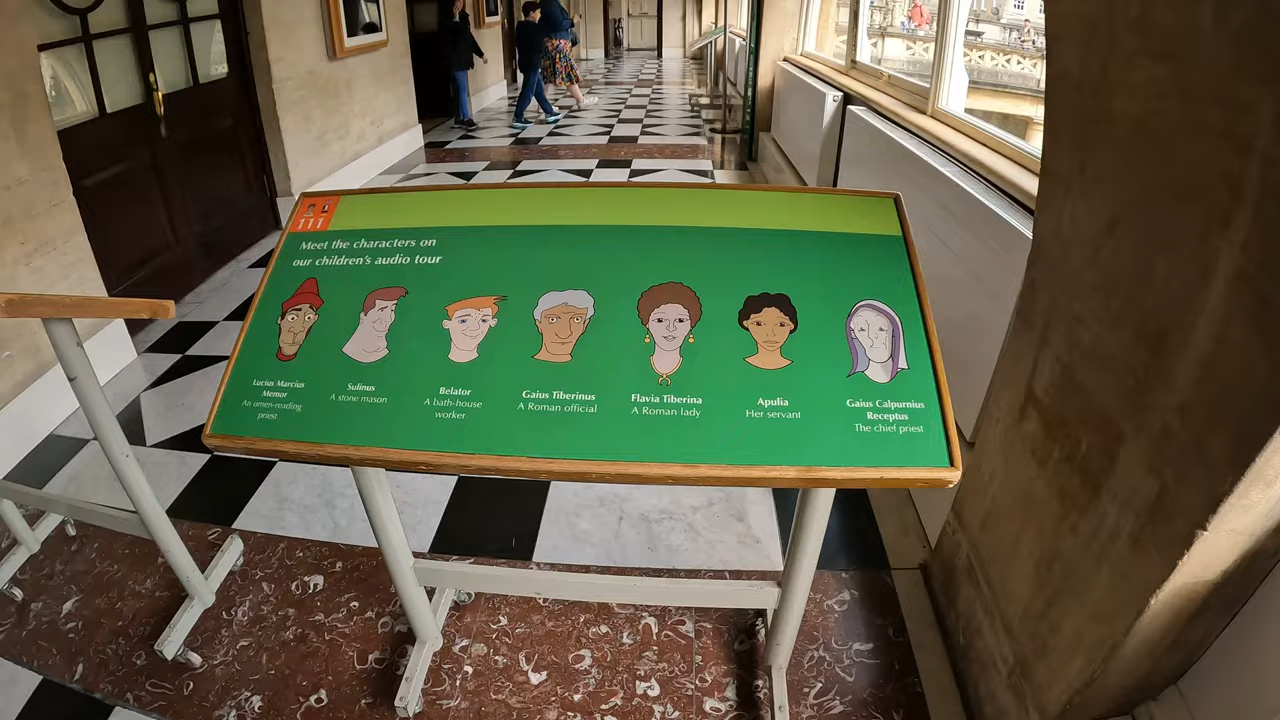 111
Meet the characters on
our children's audio tour
Lucius Marcius
Memor
An omen-reading
priest
Sulinus
A stone mason
Belator
A bath-house
worker
Gaius Tiberinus
A Roman official
Flavia Tiberina
A Roman lady
Apulia
Her servant
Gaius Calpurnius
Receptus
The chief priest